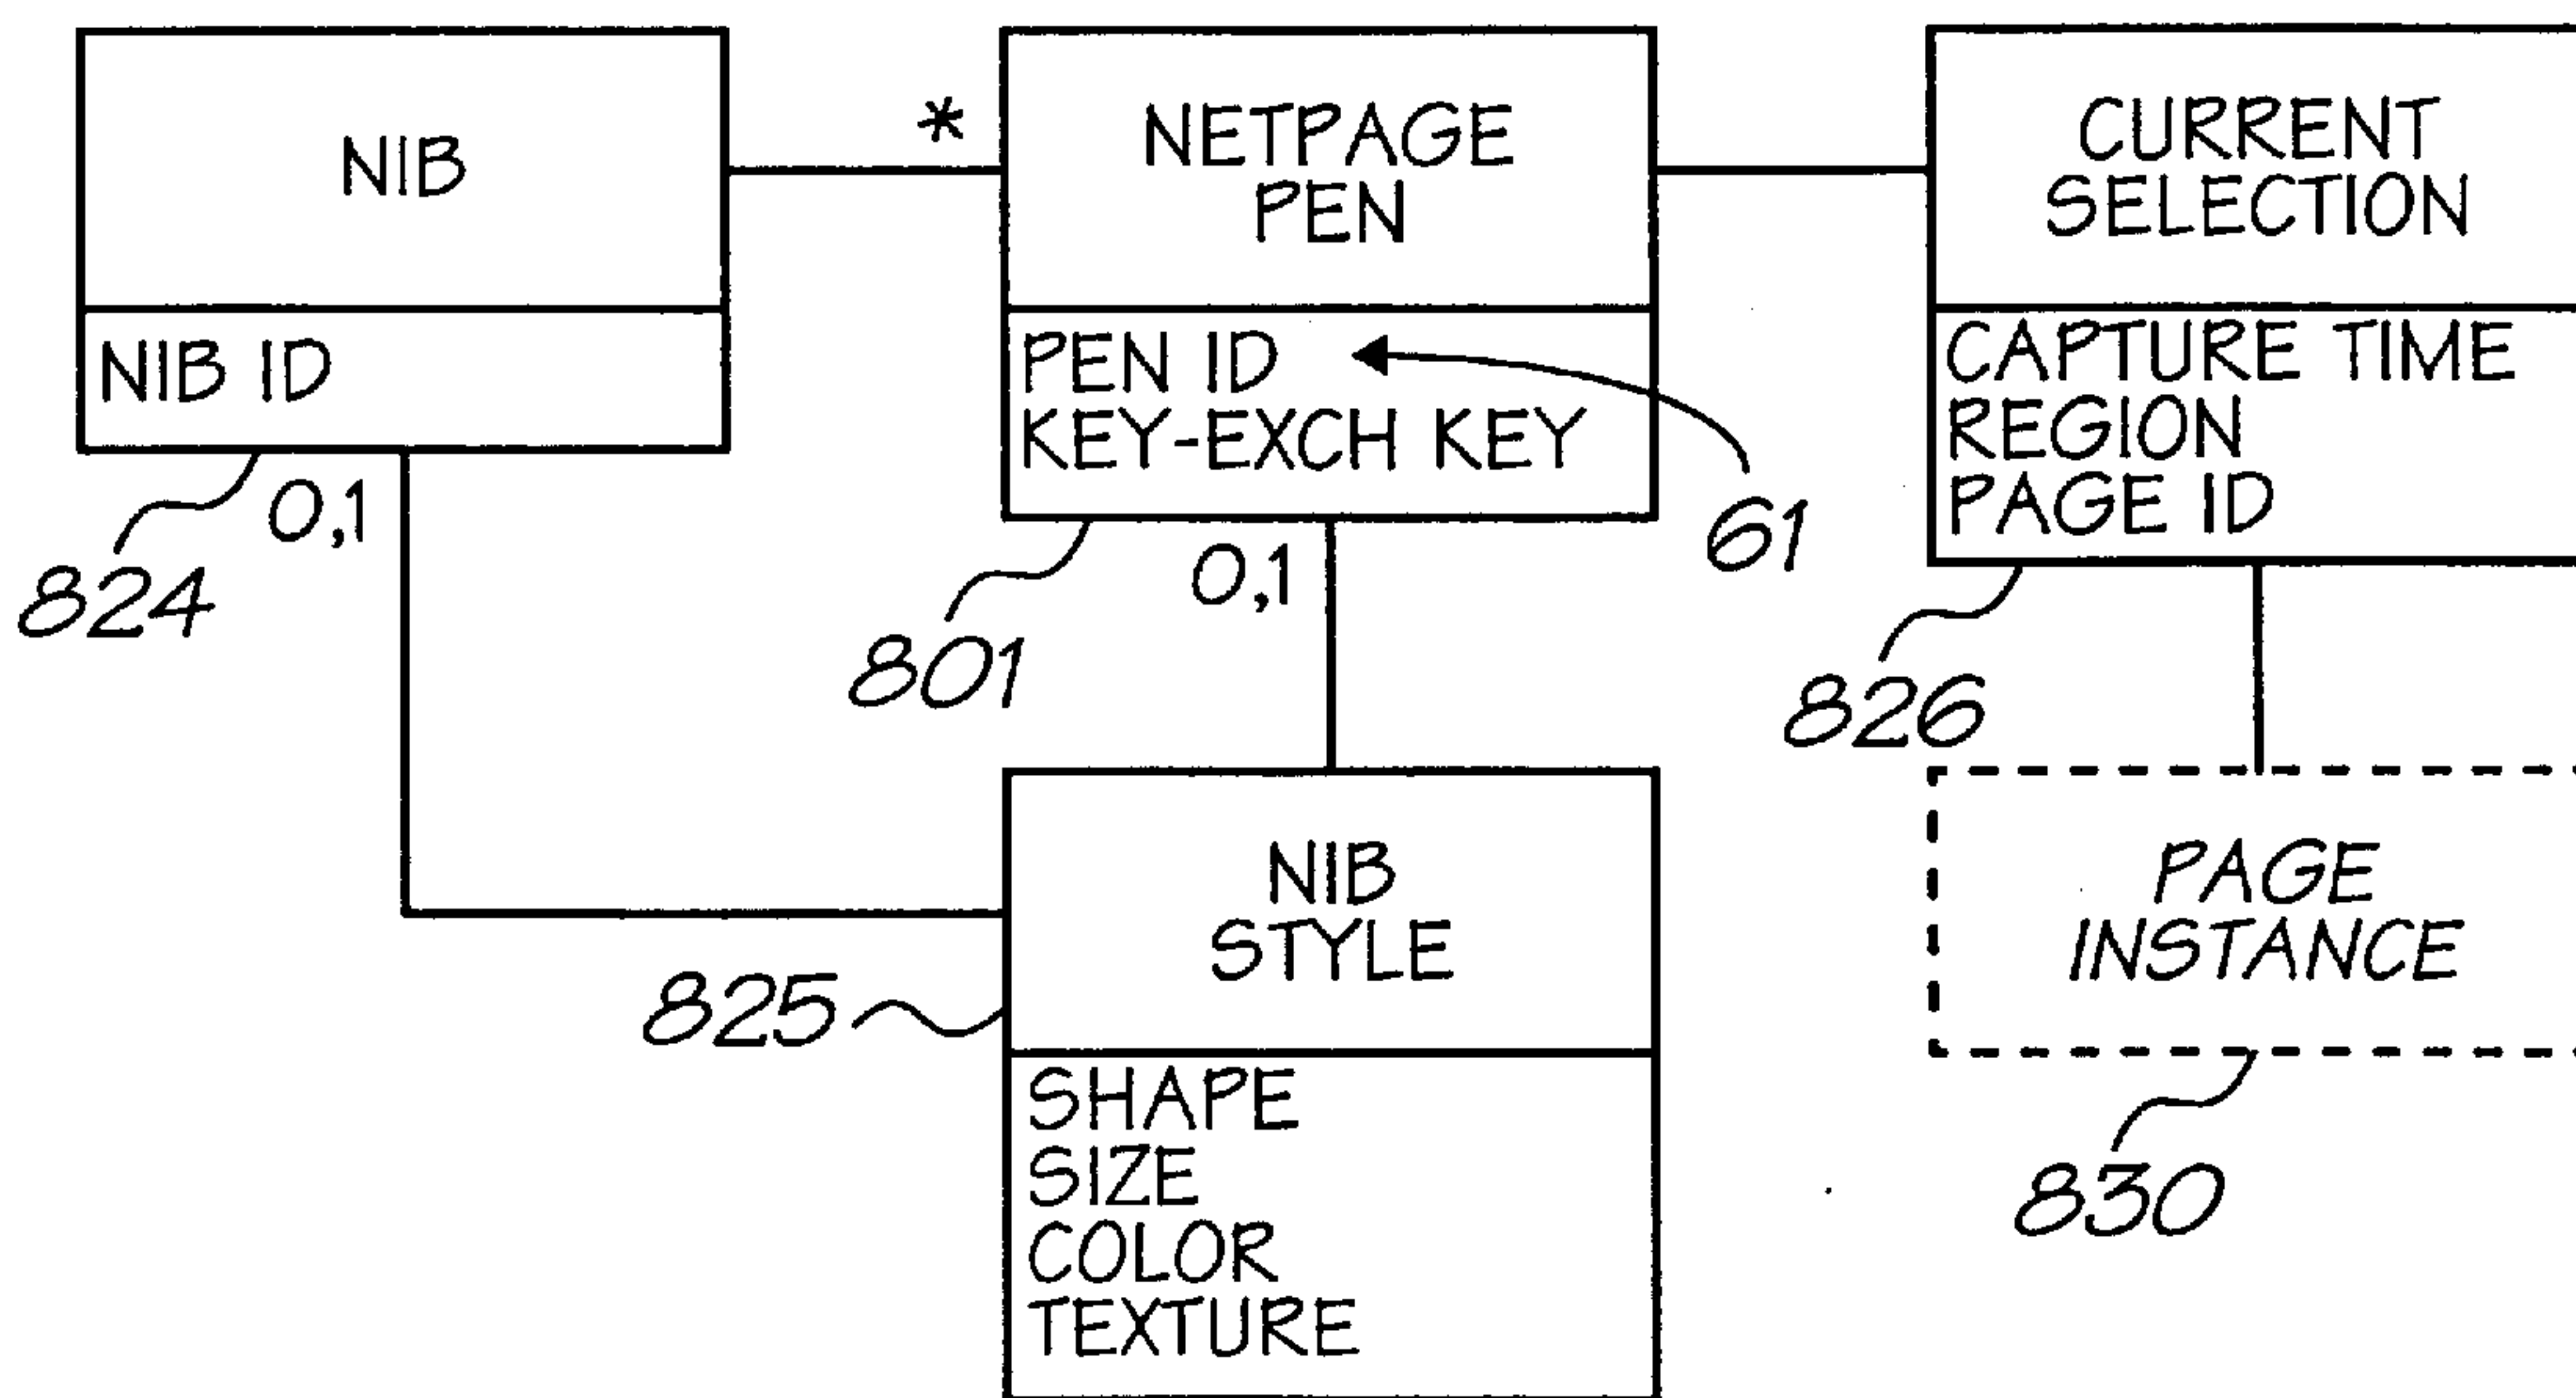 NIB
NIB ID
824
0,1
*
NETPAGE
PEN
PEN ID
KEY-EXCH KEY
61
801
0,1
CURRENT
SELECTION
CAPTURE TIME
REGION
PAGE ID
826
NIB
STYLE
825
SHAPE
SIZE
COLOR
TEXTURE
PAGE
INSTANCE
830